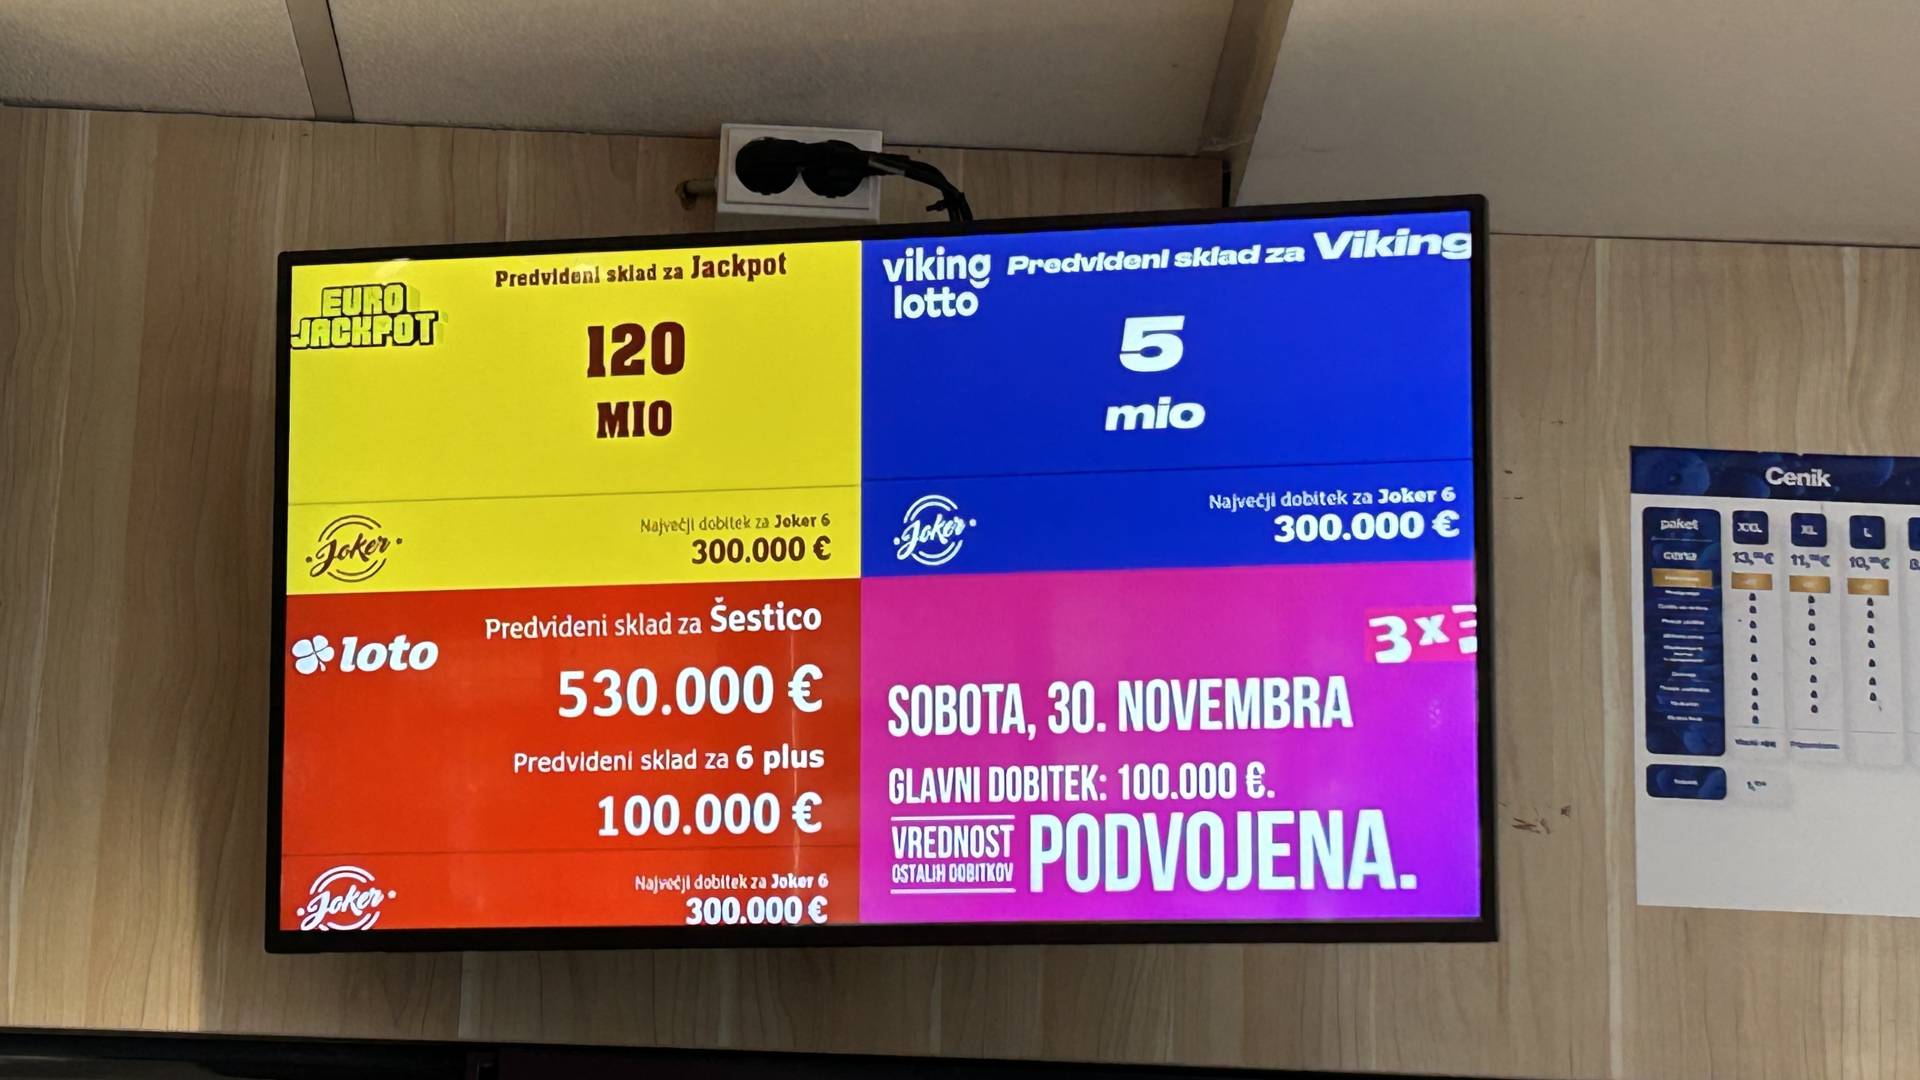 EURO
JACKPOT
Predvideni sklad za Jackpot
120
MIO
Joker
Največji dobitek za Joker 6
300.000 €
viking
lotto
Predvideni sklad za Viking
5
mio
Joker
Največji dobitek za Joker 6
300.000 €
loto
Predvideni sklad za Šestico
530.000 €
Predvideni sklad za 6 plus
100.000 €
Joker
Največji dobitek za Joker 6
300.000 €
3x3
SOBOTA, 30. NOVEMBRA
GLAVNI DOBITEK: 100.000 €.
VREDNOST
OSTALIH DOBITKOV
PODVOJENA.
Cenik
paket XXL XL L
cena